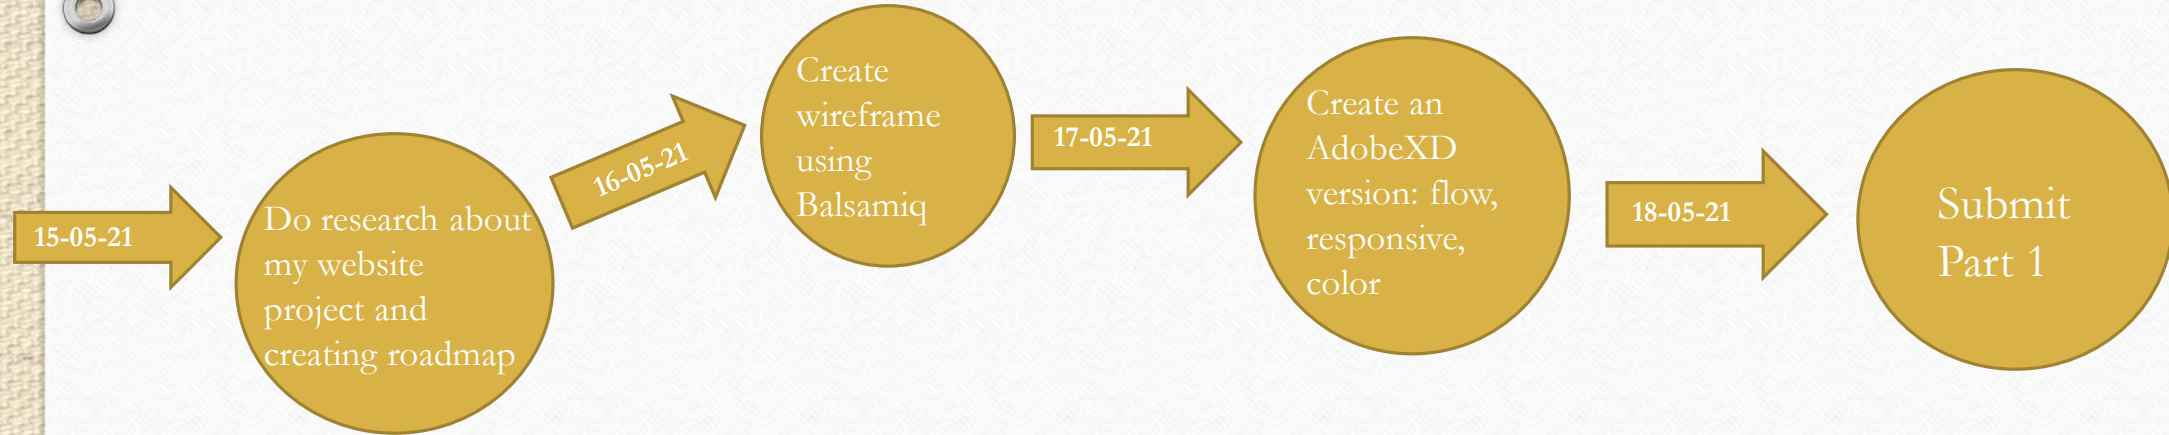 15-05-21
Do research about
my website
project and
creating roadmap
16-05-21
Create
wireframe
using
Balsamiq
17-05-21
Create an
AdobeXD
version: flow,
responsive,
color
18-05-21
Submit
Part 1